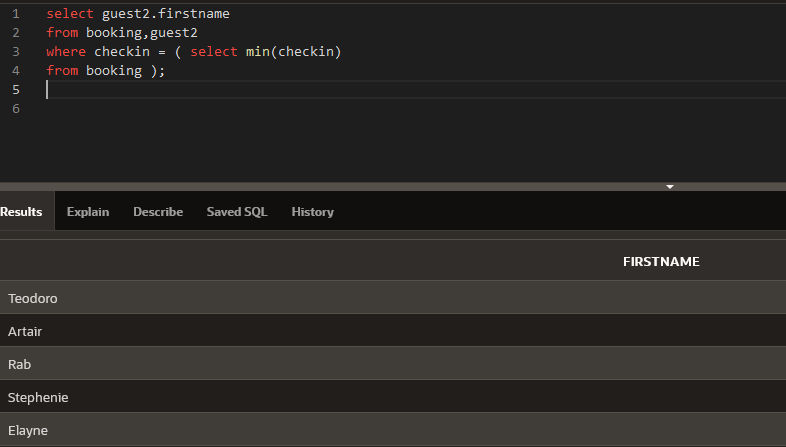 1 select guest2.firstname
2 from booking,guest2
3 where checkin = ( select min(checkin)
4 from booking );
5
6
Results Explain Describe Saved SQL History
FIRSTNAME
Teodoro
Artair
Rab
Stephenie
Elayne